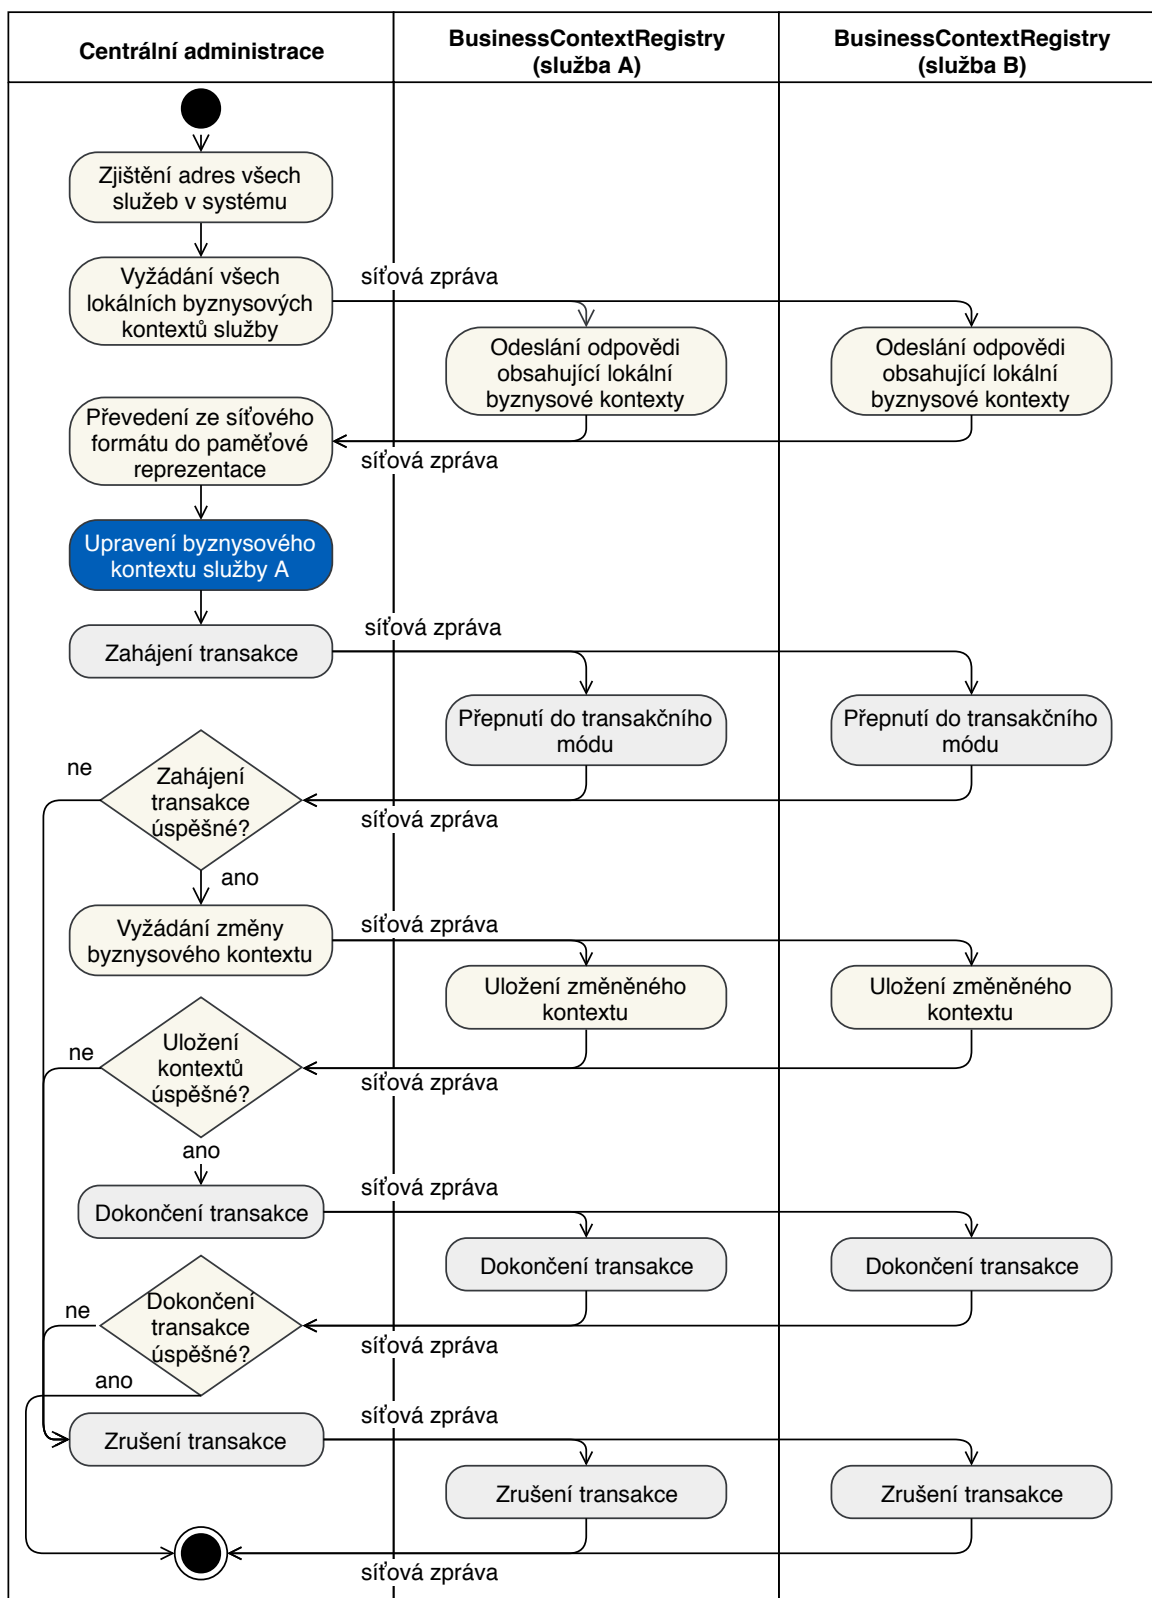 Centrální administrace
BusinessContextRegistry
(služba A)
BusinessContextRegistry
(služba B)
Zjištění adres všech
služeb v systému
Vyžádání všech
lokálních byznysových
kontextů služby
síťová zpráva
Odeslání odpovědi
obsahující lokální
byznysové kontexty
Odeslání odpovědi
obsahující lokální
byznysové kontexty
Převedení ze síťového
formátu do paměťové
reprezentace
síťová zpráva
Upravení byznysového
kontextu služby A
síťová zpráva
Zahájení transakce
Přepnutí do transakčního
módu
Přepnutí do transakčního
módu
ne
Zahájení
transakce
úspěšné?
síťová zpráva
ano
Vyžádání změny
byznysového kontextu
síťová zpráva
Uložení změněného
kontextu
Uložení změněného
kontextu
ne
Uložení
kontextů
úspěšné?
síťová zpráva
ano
síťová zpráva
Dokončení transakce
Dokončení transakce
Dokončení transakce
ne
Dokončení
transakce
úspěšné?
síťová zpráva
ano
síťová zpráva
Zrušení transakce
Zrušení transakce
Zrušení transakce
síťová zpráva